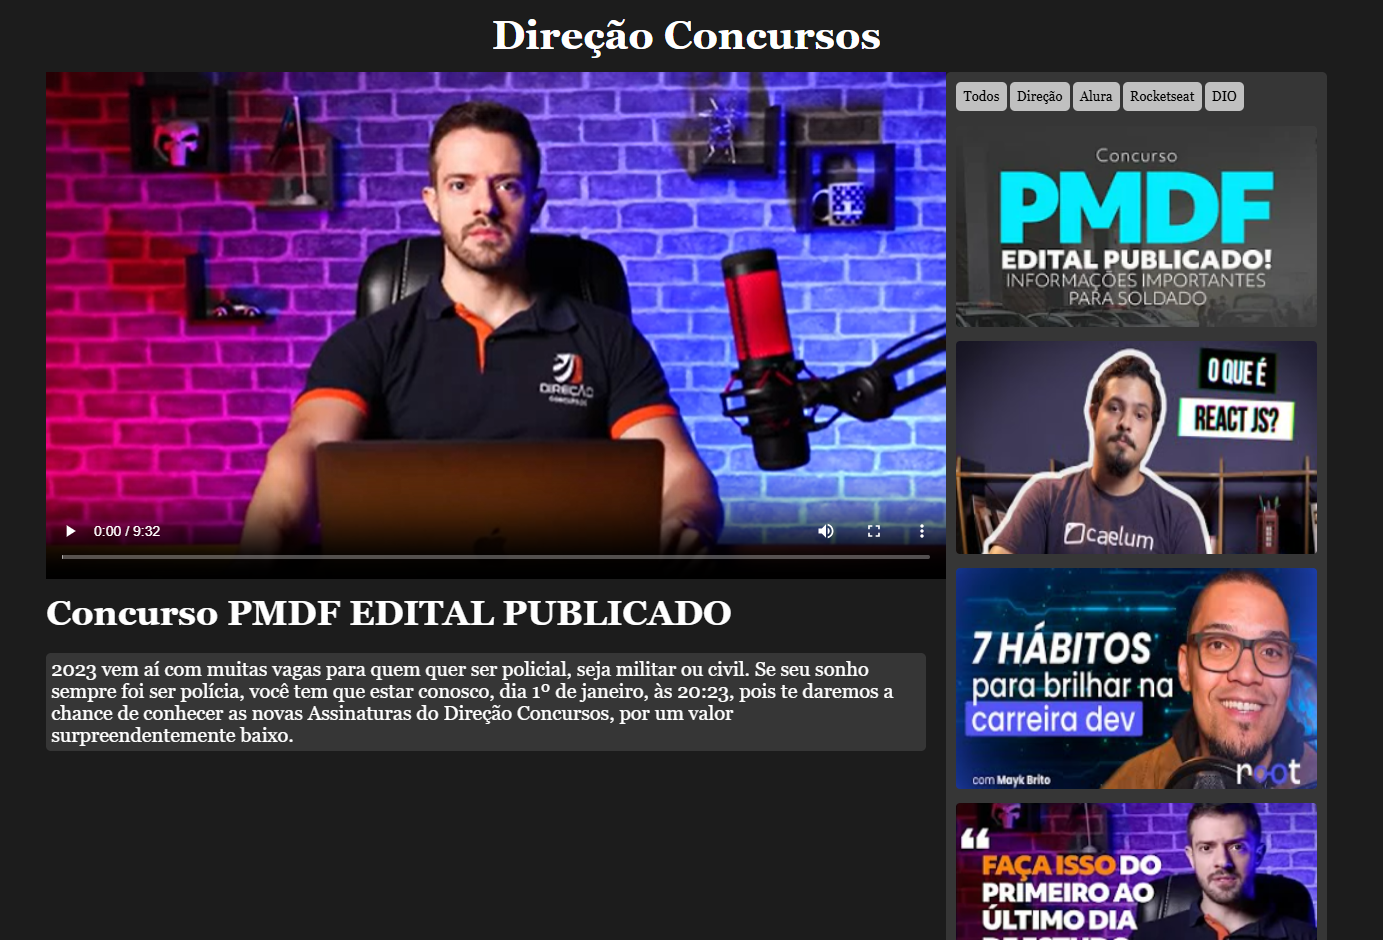 Direção Concursos
DIREÇÃO
CONCURSOS
0:00 / 9:32
Concurso PMDF EDITAL PUBLICADO
2023 vem aí com muitas vagas para quem quer ser policial, seja militar ou civil. Se seu sonho
sempre foi ser polícia, você tem que estar conosco, dia 1º de janeiro, às 20:23, pois te daremos a
chance de conhecer as novas Assinaturas do Direção Concursos, por um valor
surpreendentemente baixo.
Todos Direção Alura Rocketseat DIO
Concurso
PMDF
EDITAL PUBLICADO!
INFORMAÇÕES IMPORTANTES
PARA SOLDADO
O QUE É
REACT JS?
caelum
7 HÁBITOS
para brilhar na
carreira dev
com Mayk Brito
“
FAÇA ISSO DO
PRIMEIRO AO
ÚLTIMO DIA